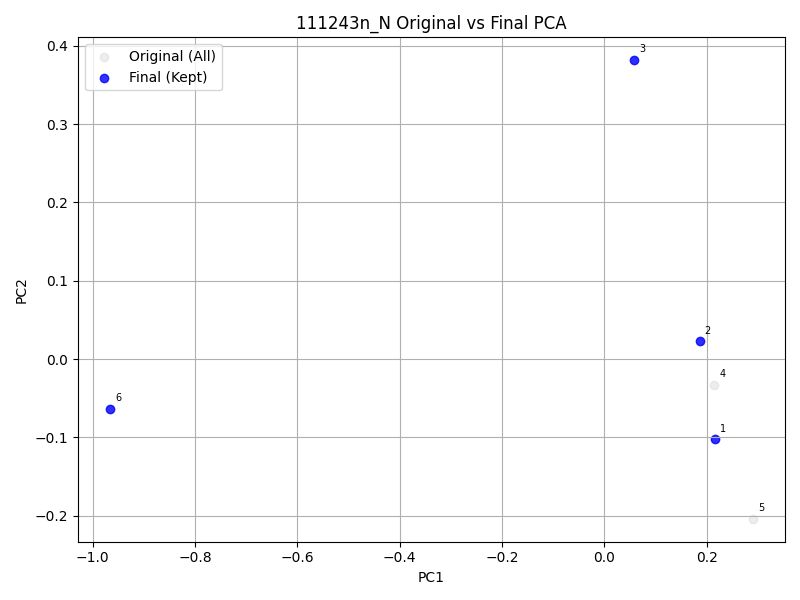 111243n_N Original vs Final PCA
Original (All)
Final (Kept)
3
2
4
1
5
6
0.4
0.3
0.2
0.1
0.0
−0.1
−0.2
PC2
−1.0 −0.8 −0.6 −0.4 −0.2 0.0 0.2
PC1